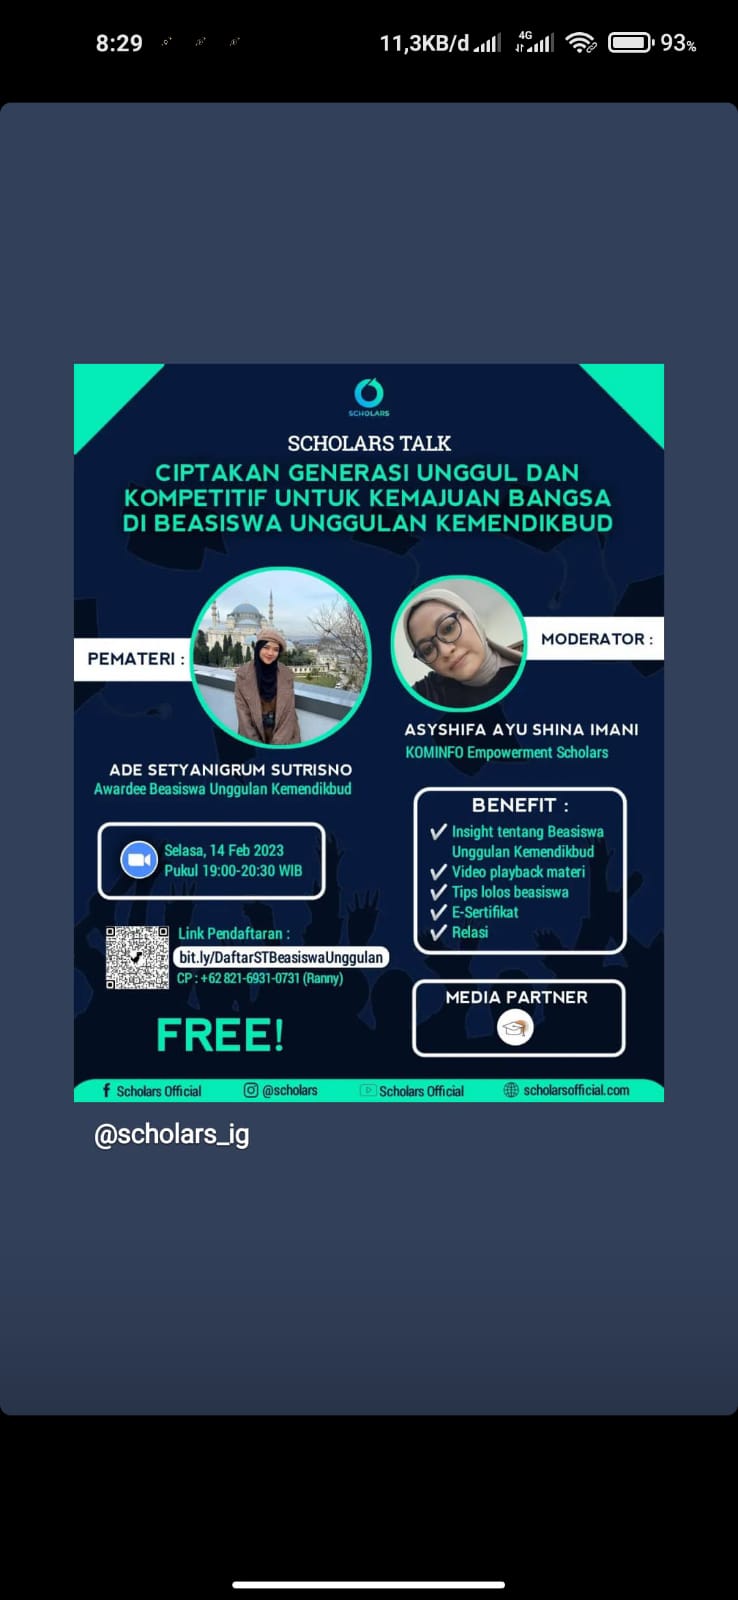 8:29
11,3KB/d
4G
93%
SCHOLARS
SCHOLARS TALK
CIPTAKAN GENERASI UNGGUL DAN
KOMPETITIF UNTUK KEMAJUAN BANGSA
DI BEASISWA UNGGULAN KEMENDIKBUD
PEMATERI :
MODERATOR :
ADE SETYANIGRUM SUTRISNO
Awardee Beasiswa Unggulan Kemendikbud
ASYSHIFA AYU SHINA IMANI
KOMINFO Empowerment Scholars
Selasa, 14 Feb 2023
Pukul 19:00-20:30 WIB
BENEFIT :
Insight tentang Beasiswa
Unggulan Kemendikbud
Video playback materi
Tips lolos beasiswa
E-Sertifikat
Relasi
Link Pendaftaran :
bit.ly/DaftarSTBeasiswaUnggulan
CP : +62 821-6931-0731 (Ranny)
FREE!
MEDIA PARTNER
Scholars Official
@scholars
Scholars Official
scholarsofficial.com
@scholars_ig